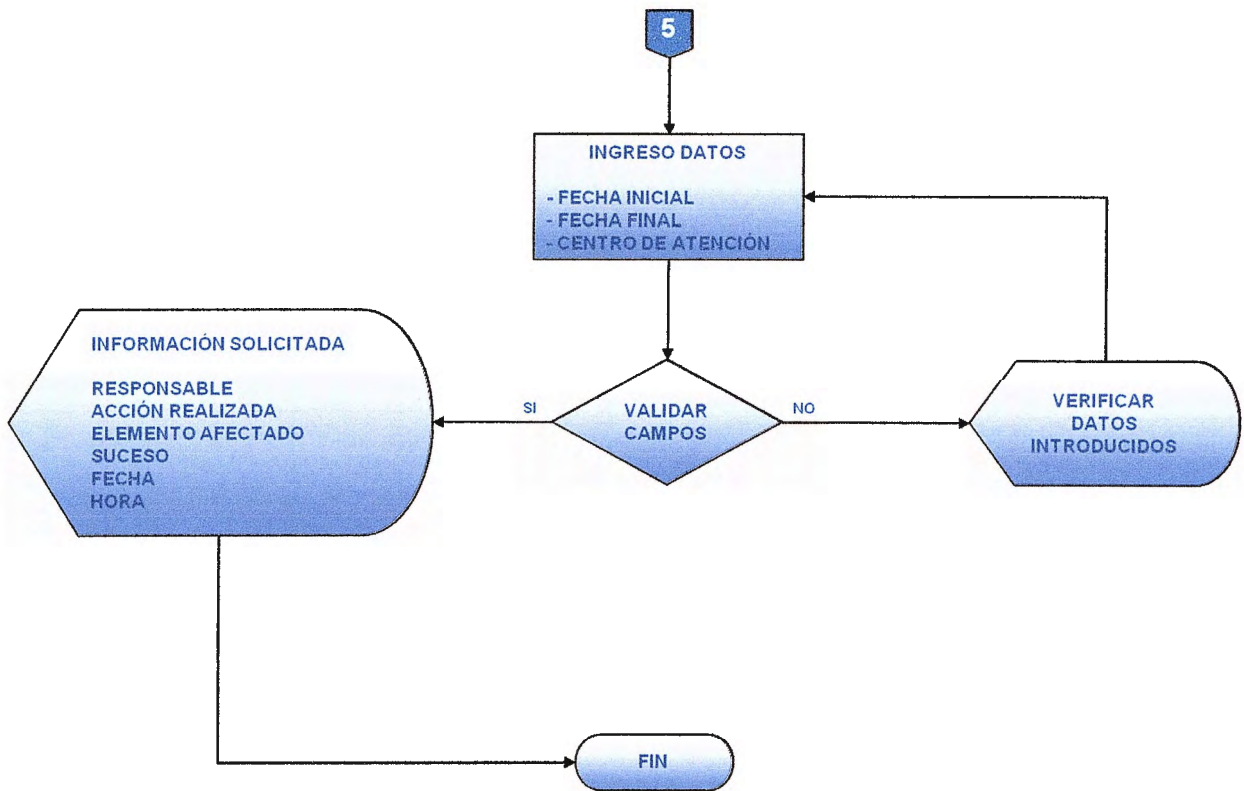 5
INGRESO DATOS
- FECHA INICIAL
- FECHA FINAL
- CENTRO DE ATENCIÓN
INFORMACIÓN SOLICITADA
RESPONSABLE
ACCIÓN REALIZADA
ELEMENTO AFECTADO
SUCESO
FECHA
HORA
SI
VALIDAR
CAMPOS
NO
VERIFICAR
DATOS
INTRODUCIDOS
FIN